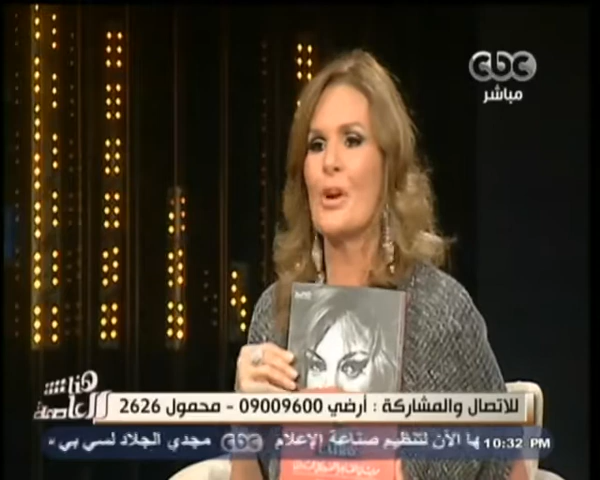 cbc
مباشر
هنا
العاصمة
للاتصال والمشاركة : أرضي 09009600 - محمول 2626
ها الآن لتنظيم صناعة الإعلام cbc مجدي الجلاد لسي بي
10:32 PM